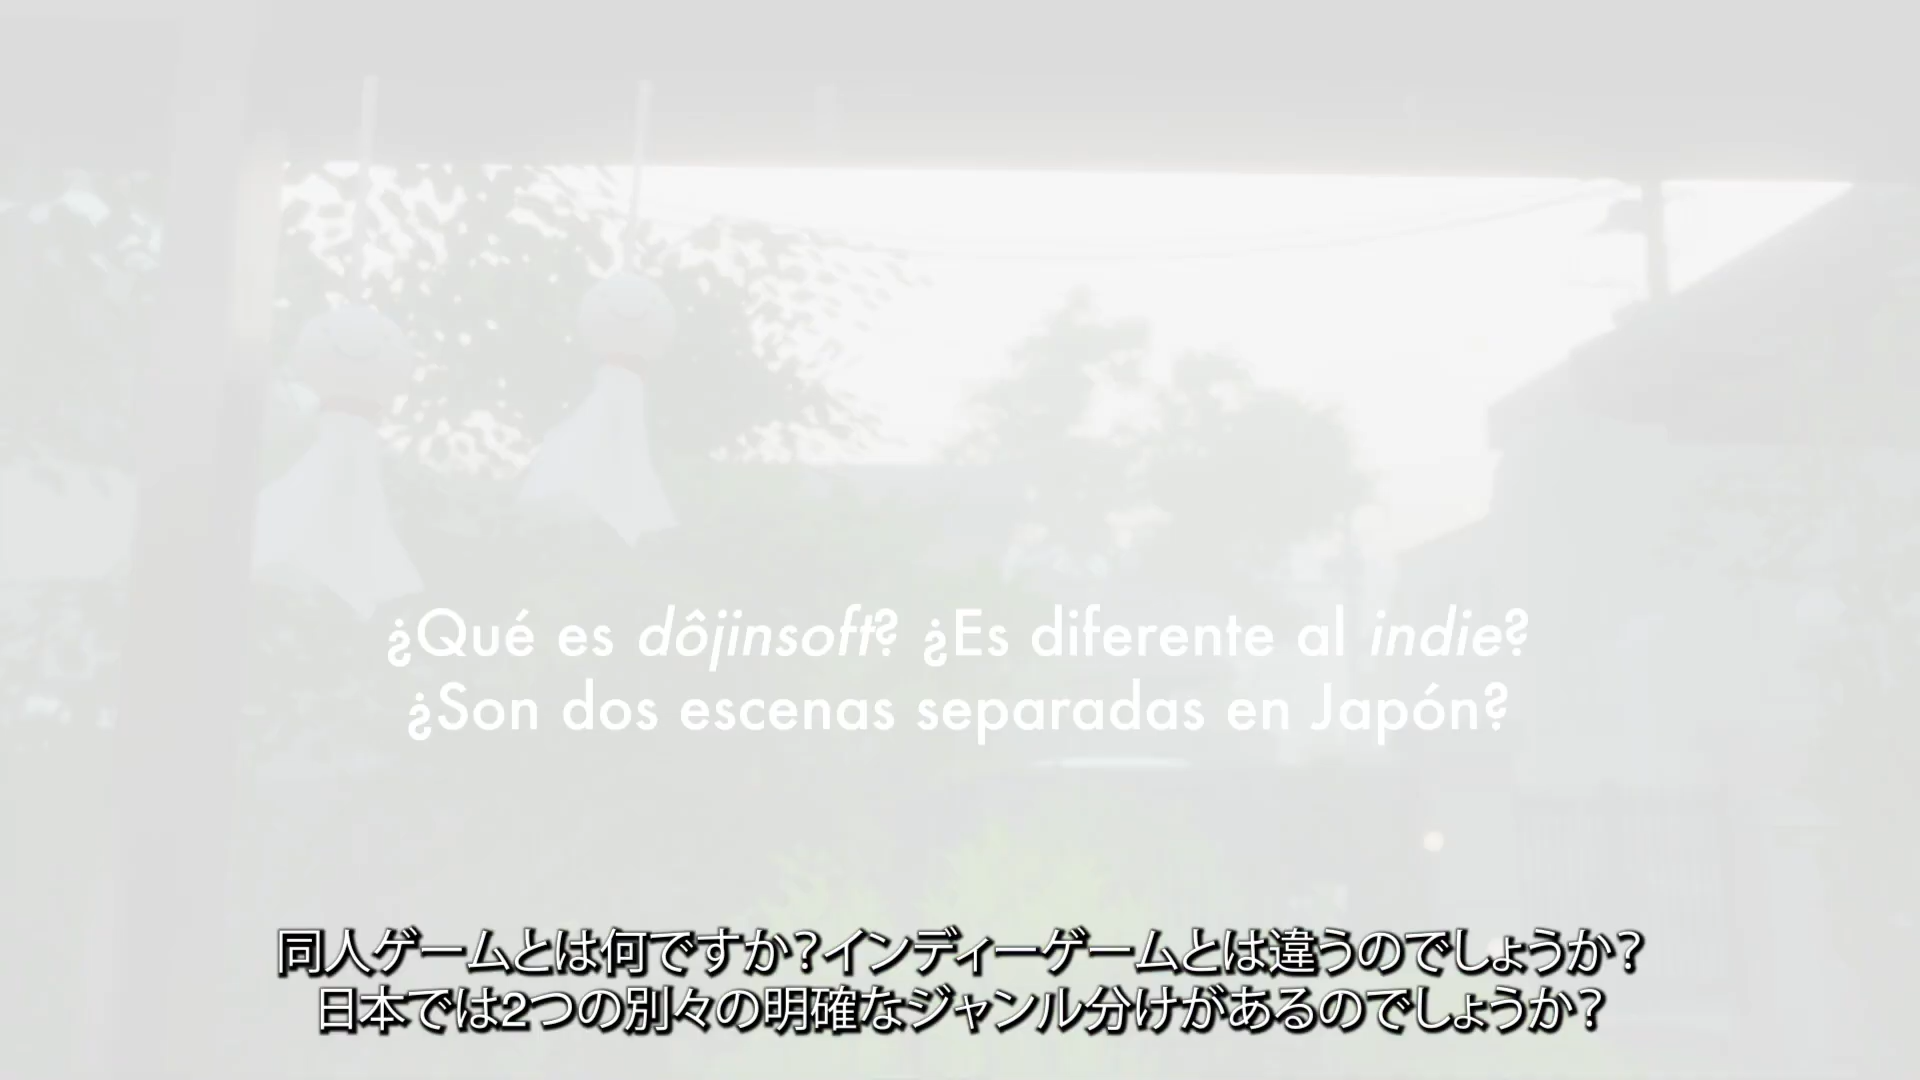 ¿Qué es dôjinsoft? ¿Es diferente al indie?
¿Son dos escenas separadas en Japón?
同人ゲームとは何ですか？インディーゲームとは違うのでしょうか？
日本では2つの別々の明確なジャンル分けがあるのでしょうか？